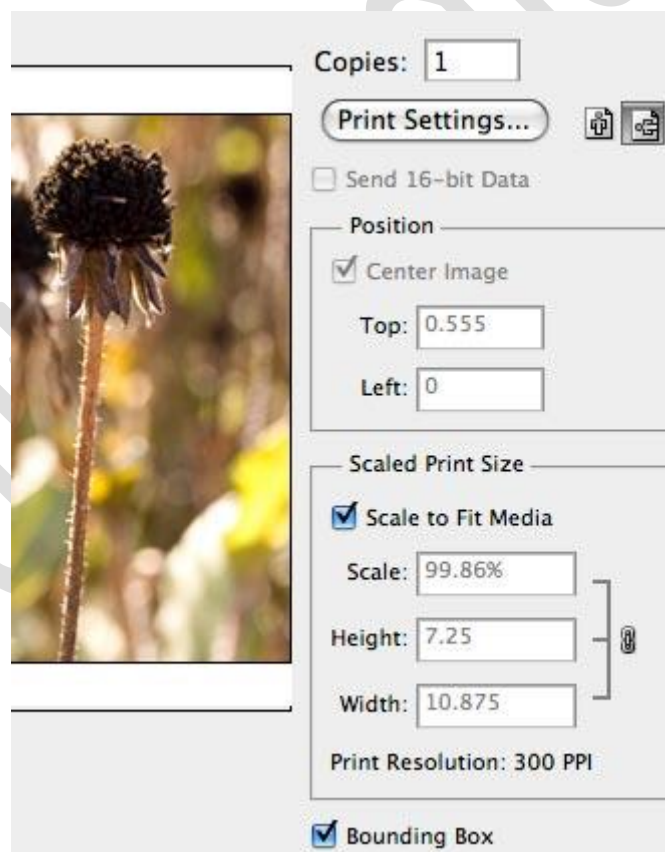 Copies: 1
Print Settings...
Send 16-bit Data
Position
Center Image
Top: 0.555
Left: 0
Scaled Print Size
Scale to Fit Media
Scale: 99.86%
Height: 7.25
Width: 10.875
Print Resolution: 300 PPI
Bounding Box